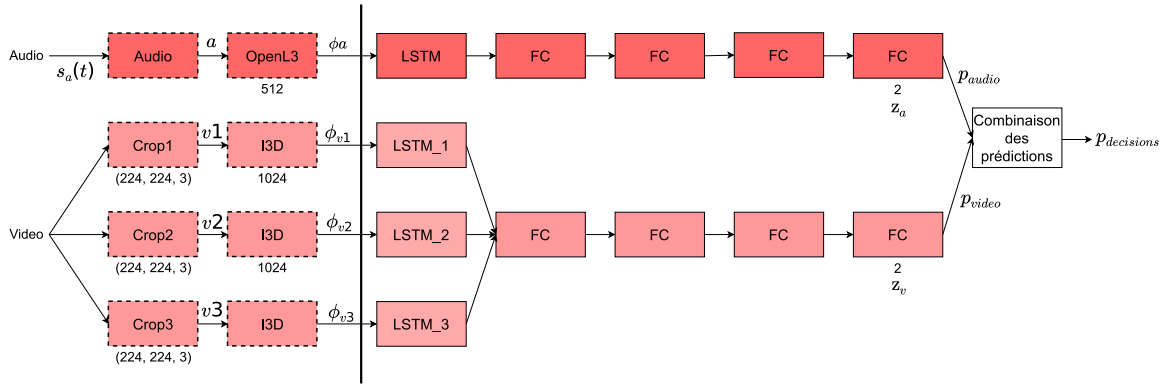 Audio
s_a(t)
Audio
a
OpenL3
512
ϕa
LSTM
FC
FC
FC
FC
2
z_a
p_audio
Crop1
(224, 224, 3)
v1
I3D
1024
ϕ_v1
LSTM_1
Combinaison
des
prédictions
p_decisions
Video
Crop2
(224, 224, 3)
v2
I3D
1024
ϕ_v2
LSTM_2
FC
FC
FC
FC
2
z_v
p_video
Crop3
(224, 224, 3)
v3
I3D
ϕ_v3
LSTM_3